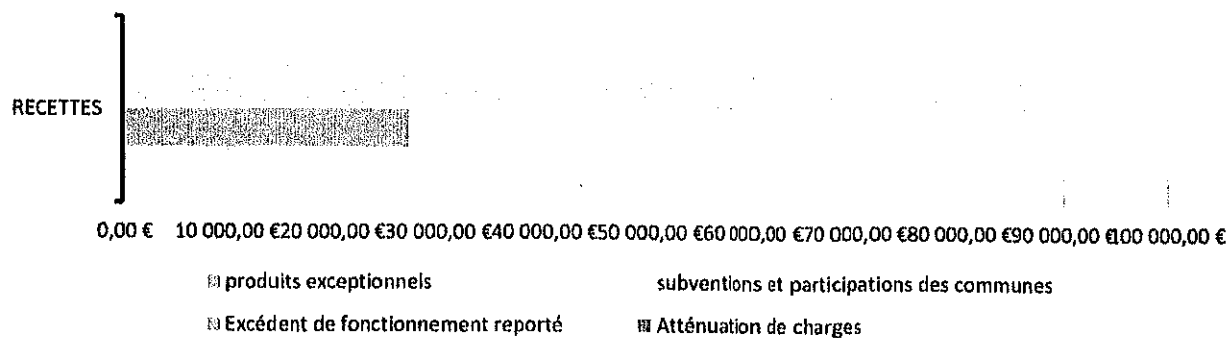 RECETTES
0,00 € 10 000,00 €20 000,00 €30 000,00 €40 000,00 €50 000,00 €60 000,00 €70 000,00 €80 000,00 €90 000,00 €100 000,00 €
produits exceptionnels subventions et participations des communes
Excédent de fonctionnement reporté Atténuation de charges